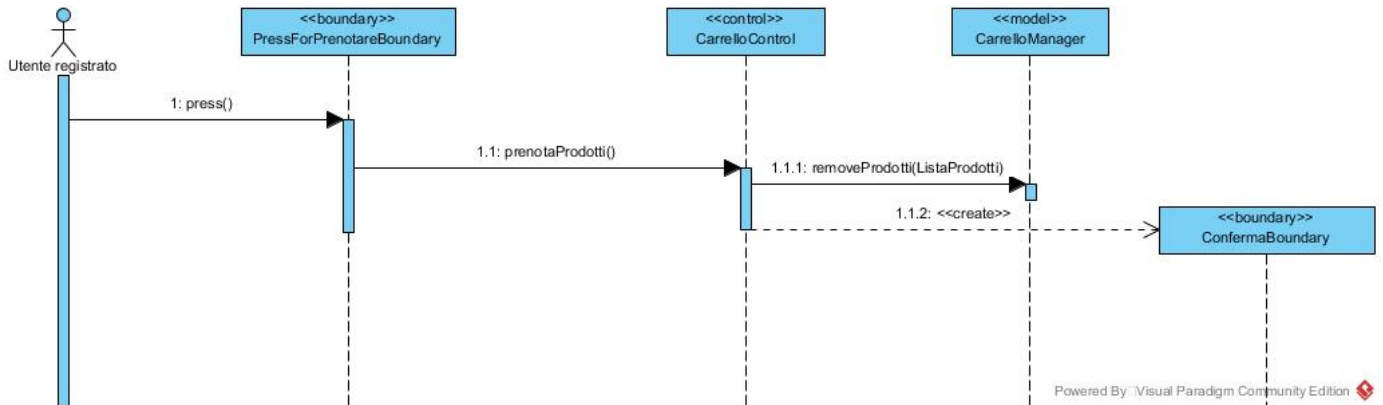 <<boundary>>
PressForPrenotareBoundary
<<control>>
CarrelloControl
<<model>>
CarrelloManager
Utente registrato
1: press()
1.1: prenotaProdotti()
1.1.1: removeProdotti(ListaProdotti)
1.1.2: <<create>>
<<boundary>>
ConfermaBoundary
Powered By Visual Paradigm Community Edition